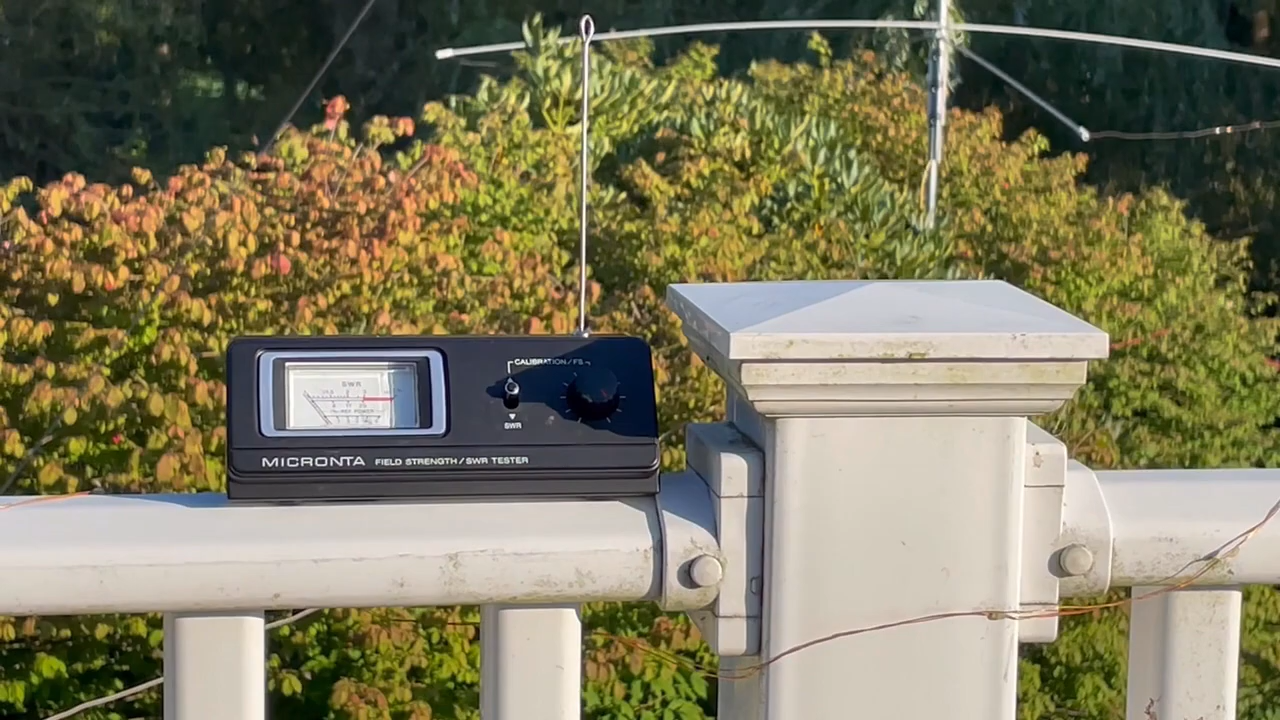 SWR
CALIBRATION/FS
SWR
MICRONTA FIELD STRENGTH/SWR TESTER